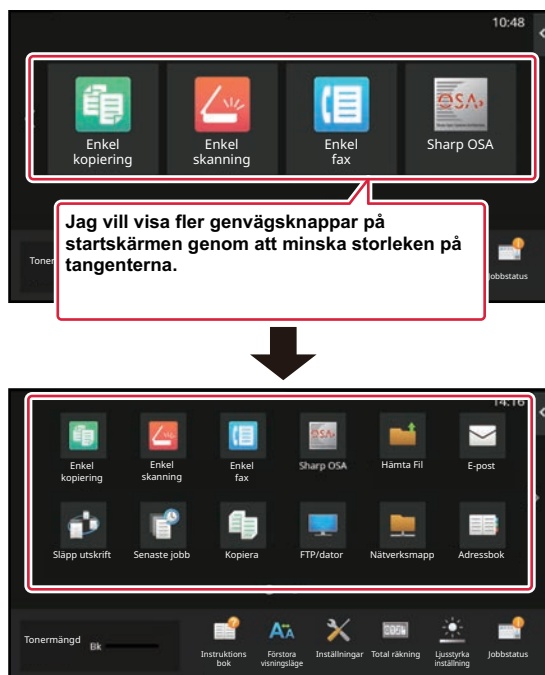 10:48
Enkel
kopiering
Enkel
skanning
Enkel
fax
OSA
Sharp OSA
Jag vill visa fler genvägsknappar på
startskärmen genom att minska storleken på
tangenterna.
Toner
Jobbstatus
14:16
Enkel
kopiering
Enkel
skanning
Enkel
fax
OSA
Sharp OSA
Hämta Fil
E-post
Släpp utskrift
Senaste jobb
Kopiera
FTP/dator
Nätverksmapp
Adressbok
Tonermängd
Bk
Instruktions
bok
Förstora
visningsläge
Inställningar
Total räkning
Ljusstyrka
inställning
Jobbstatus